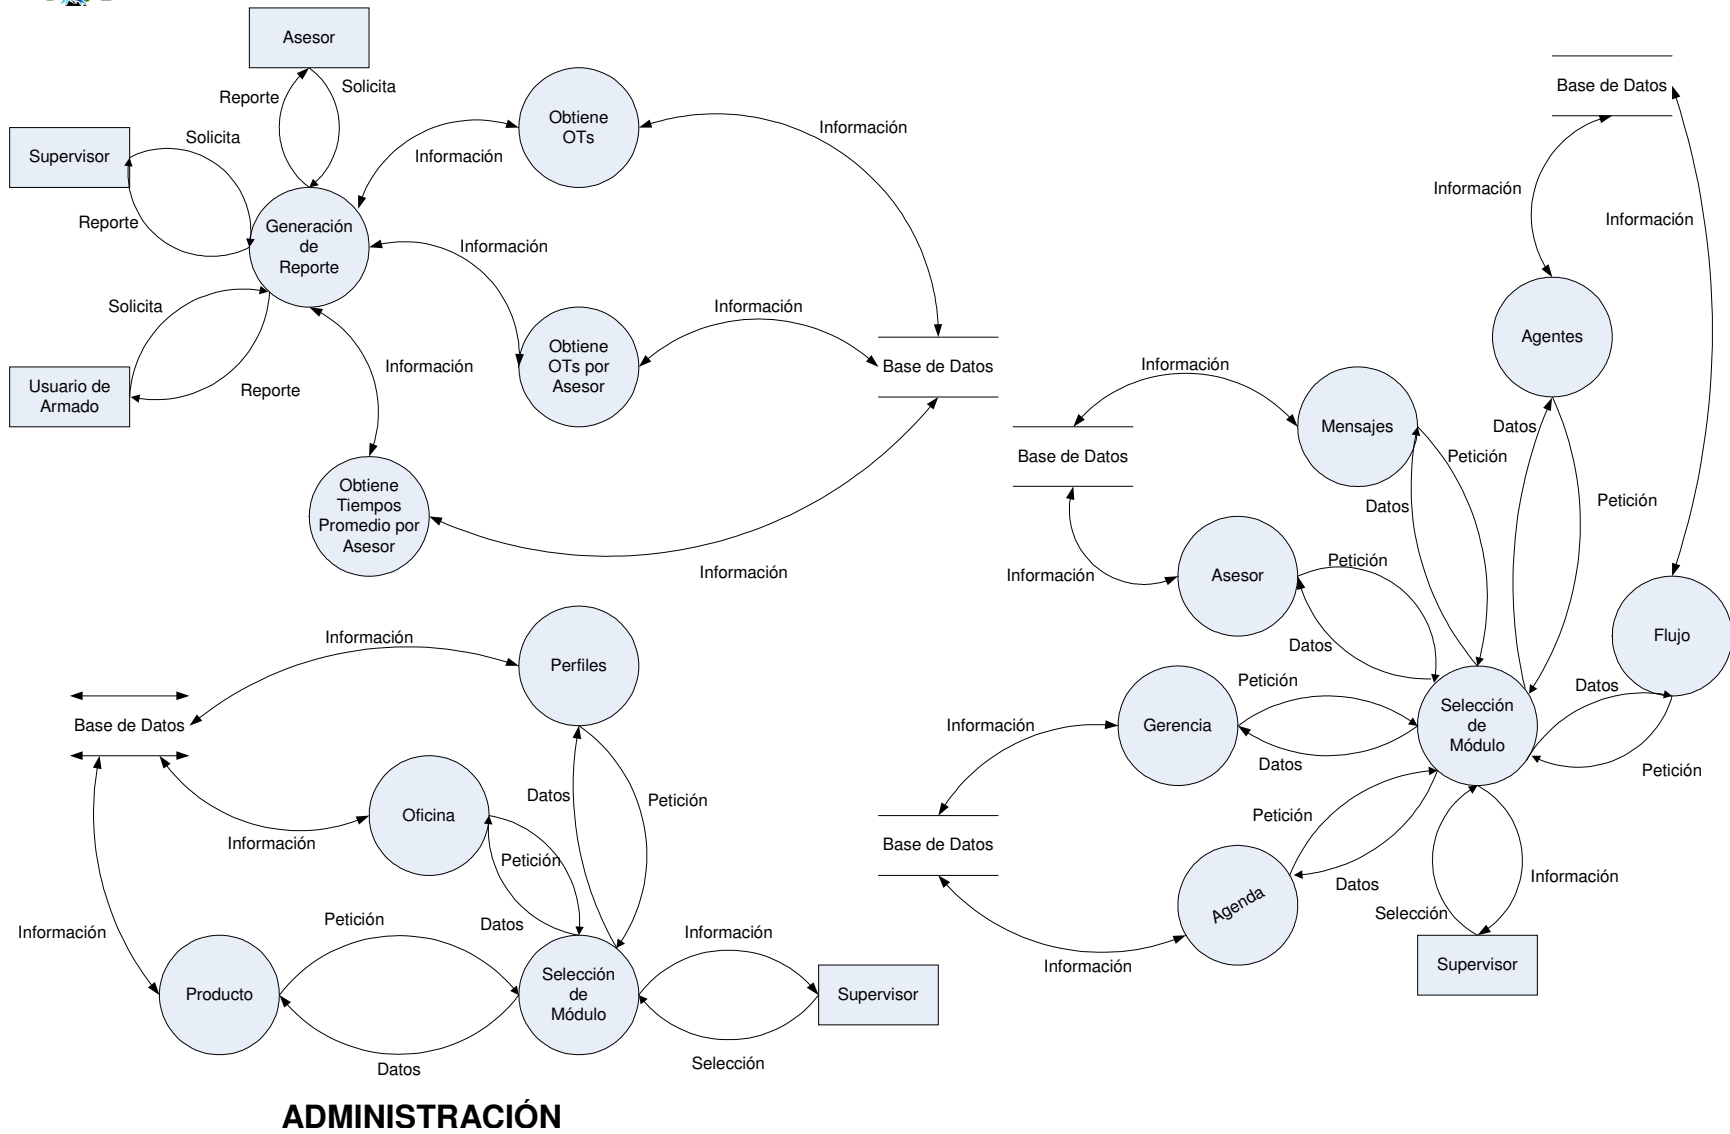 Asesor
Reporte
Solicita
Supervisor
Solicita
Reporte
Generación
de
Reporte
Información
Obtiene
OTs
Información
Información
Obtiene
OTs por
Asesor
Información
Base de Datos
Usuario de
Armado
Solicita
Reporte
Información
Obtiene
Tiempos
Promedio por
Asesor
Información
Base de Datos
Información
Información
Agentes
Datos
Petición
Información
Mensajes
Base de Datos
Petición
Datos
Asesor
Petición
Información
Datos
Flujo
Selección
de
Módulo
Datos
Petición
Gerencia
Petición
Información
Datos
Base de Datos
Petición
Agenda
Datos
Información
Información
Selección
Supervisor
Información
Perfiles
Base de Datos
Oficina
Información
Datos
Petición
Petición
Datos
Información
Producto
Petición
Datos
Selección
de
Módulo
Información
Supervisor
Selección
ADMINISTRACIÓN